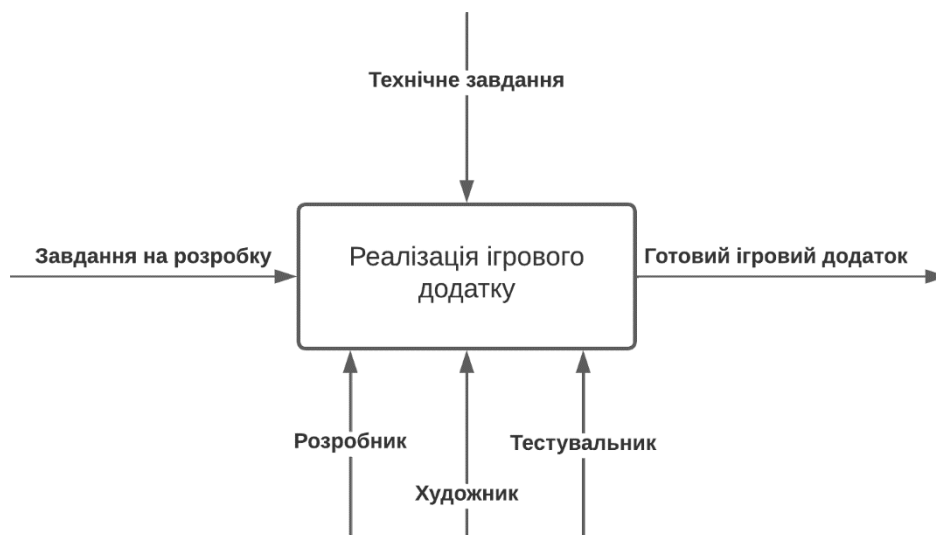 Технічне завдання
Завдання на розробку
Реалізація ігрового
додатку
Готовий ігровий додаток
Розробник
Тестувальник
Художник